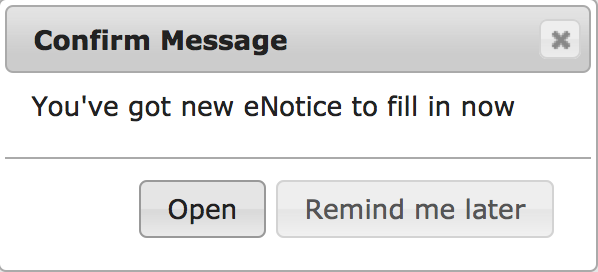 Confirm Message
You've got new eNotice to fill in now
Open
Remind me later